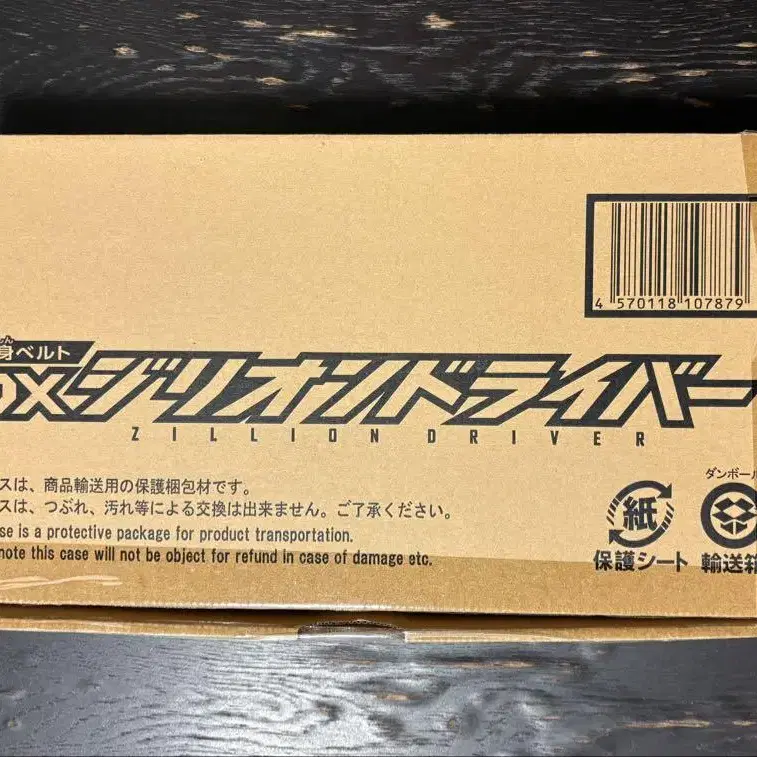 4 570118 107879
身ベルト
DXジリオンドライバー
ZILLION DRIVER
スは、商品輸送用の保護梱包材です。
スは、つぶれ、汚れ等による交換は出来ません。ご了承ください。
se is a protective package for product transportation.
note this case will not be object for refund in case of damage etc.
ダンボール
紙
保護シート
輸送箱